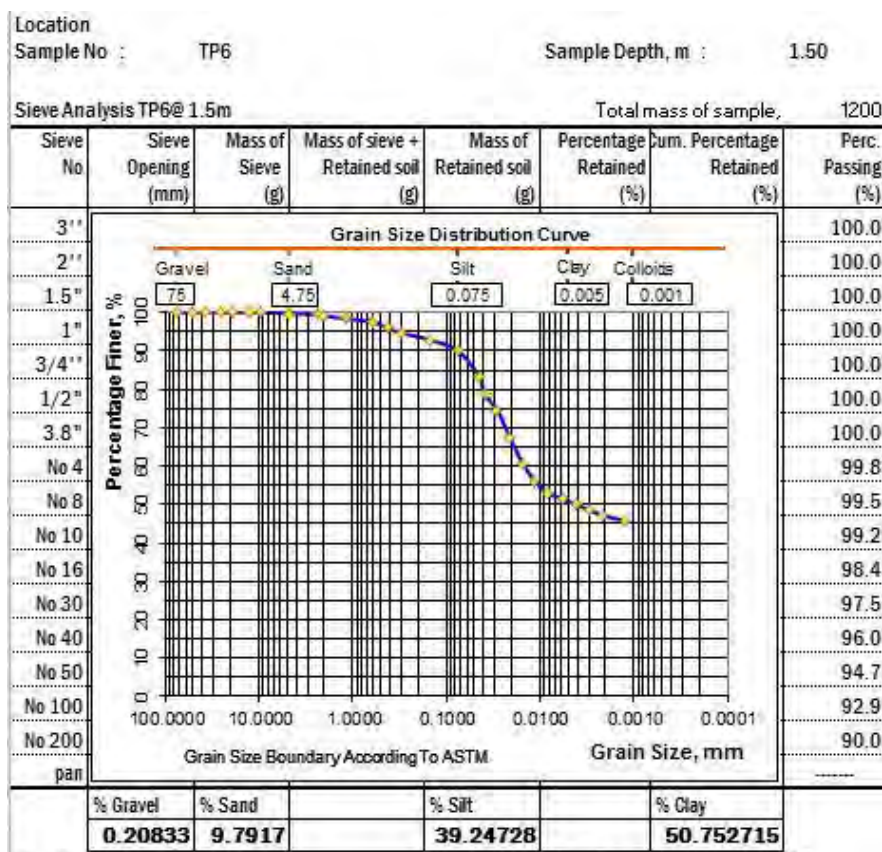 Location
Sample No : TP6 Sample Depth, m : 1.50
Sieve Analysis TP6@ 1.5m Total mass of sample, 1200
Sieve Sieve Mass of Mass of sieve + Mass of Percentage Cum. Percentage Perc.
No Opening Sieve Retained soil Retained soil Retained Retained Passing
(mm) (g) (g) (g) (%) (%) (%)
3'' 100.0
2'' 100.0
1.5" 100.0
1" 100.0
3/4'' 100.0
1/2" 100.0
3.8" 100.0
No 4 99.8
No 8 99.5
No 10 99.2
No 16 98.4
No 30 97.5
No 40 96.0
No 50 94.7
No 100 92.9
No 200 90.0
pan -------
Grain Size Distribution Curve
Gravel Sand Silt Clay Colloids
75 4.75 0.075 0.005 0.001
Percentage Finer, %
100
90
80
70
60
50
40
30
20
10
0
100.0000 10.0000 1.0000 0.1000 0.0100 0.0010 0.0001
Grain Size Boundary According To ASTM Grain Size, mm
% Gravel % Sand % Silt % Clay
0.20833 9.7917 39.24728 50.752715